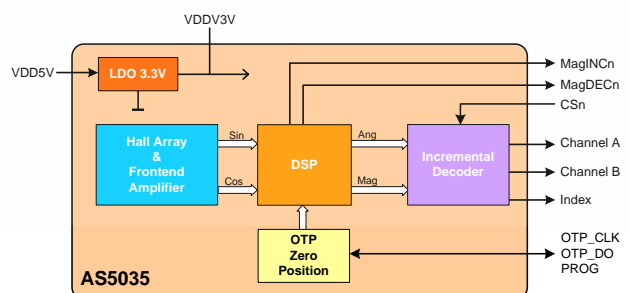 VDDV3V
VDD5V
LDO 3.3V
MagINCn
MagDECn
CSn
Hall Array
&
Frontend
Amplifier
Sin
Cos
DSP
Ang
Mag
Incremental
Decoder
Channel A
Channel B
Index
OTP
Zero
Position
OTP_CLK
OTP_DO
PROG
AS5035